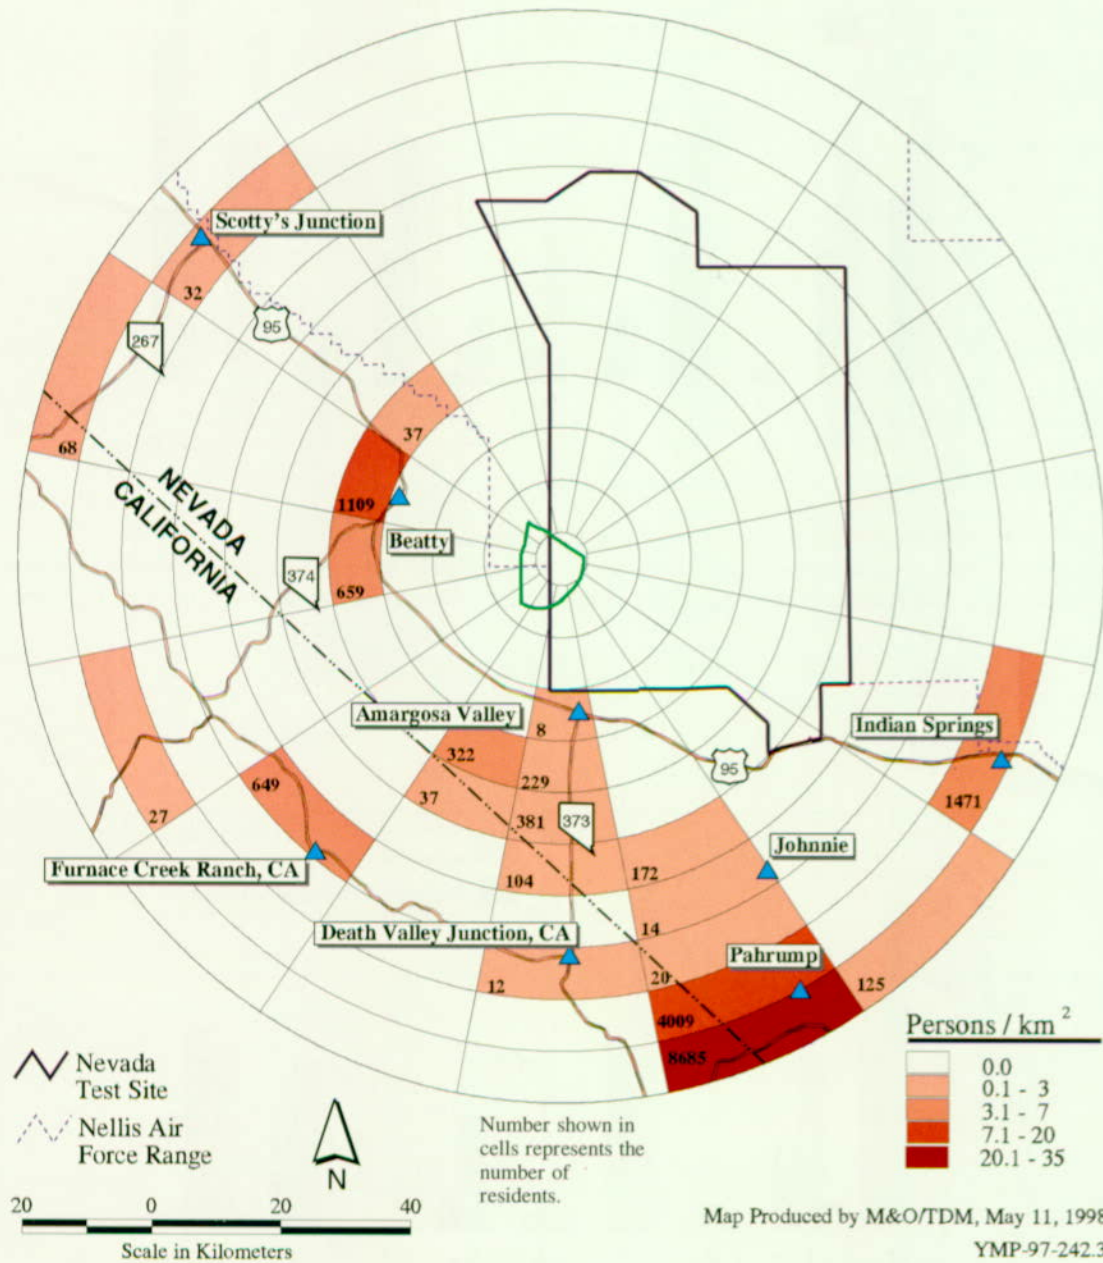 Scotty's Junction
32
95
267
68
37
NEVADA
CALIFORNIA
1109
Beatty
374
659
Amargosa Valley
8
Indian Springs
322
95
229
649
37
1471
27
381
373
Johnnie
Furnace Creek Ranch, CA
104
172
Death Valley Junction, CA
14
Pahrump
12
20
125
4009
8685
Persons / km 2
0.0
0.1 - 3
3.1 - 7
7.1 - 20
20.1 - 35
Nevada
Test Site
Nellis Air
Force Range
N
Number shown in
cells represents the
number of
residents.
20 0 20 40
Scale in Kilometers
Map Produced by M&O/TDM, May 11, 1998
YMP-97-242.3